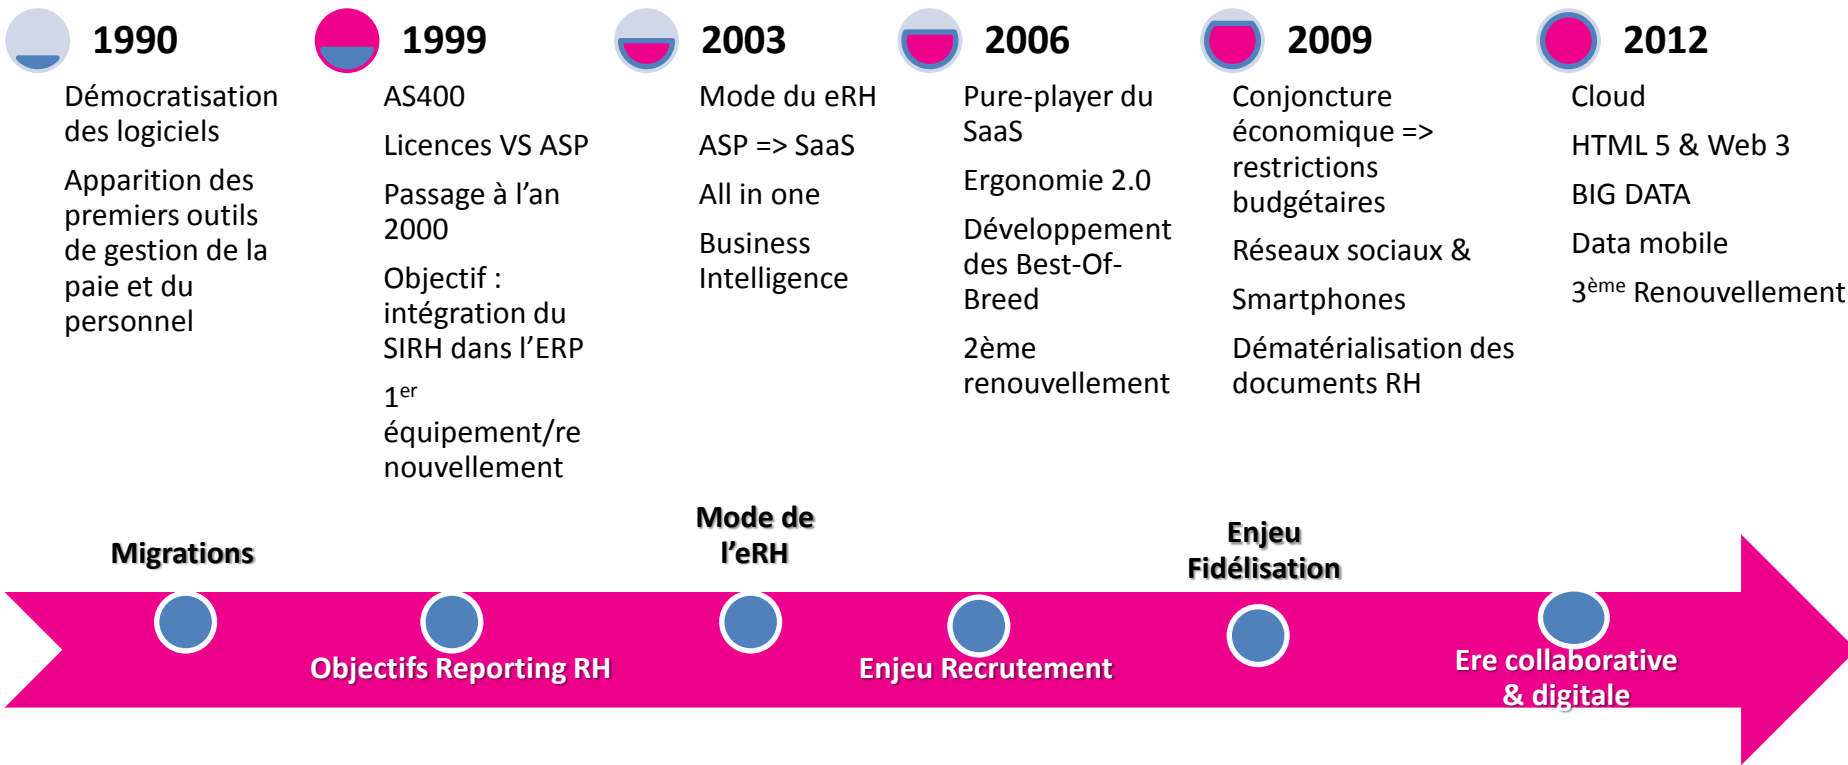 1990
Démocratisation
des logiciels
Apparition des
premiers outils
de gestion de la
paie et du
personnel
1999
AS400
Licences VS ASP
Passage à l’an
2000
Objectif :
intégration du
SIRH dans l’ERP
1er
équipement/re
nouvellement
2003
Mode du eRH
ASP => SaaS
All in one
Business
Intelligence
2006
Pure-player du
SaaS
Ergonomie 2.0
Développement
des Best-Of-
Breed
2ème
renouvellement
2009
Conjoncture
économique =>
restrictions
budgétaires
Réseaux sociaux &
Smartphones
Dématérialisation des
documents RH
2012
Cloud
HTML 5 & Web 3
BIG DATA
Data mobile
3ème Renouvellement
Migrations
Objectifs Reporting RH
Mode de
l’eRH
Enjeu Recrutement
Enjeu
Fidélisation
Ere collaborative
& digitale